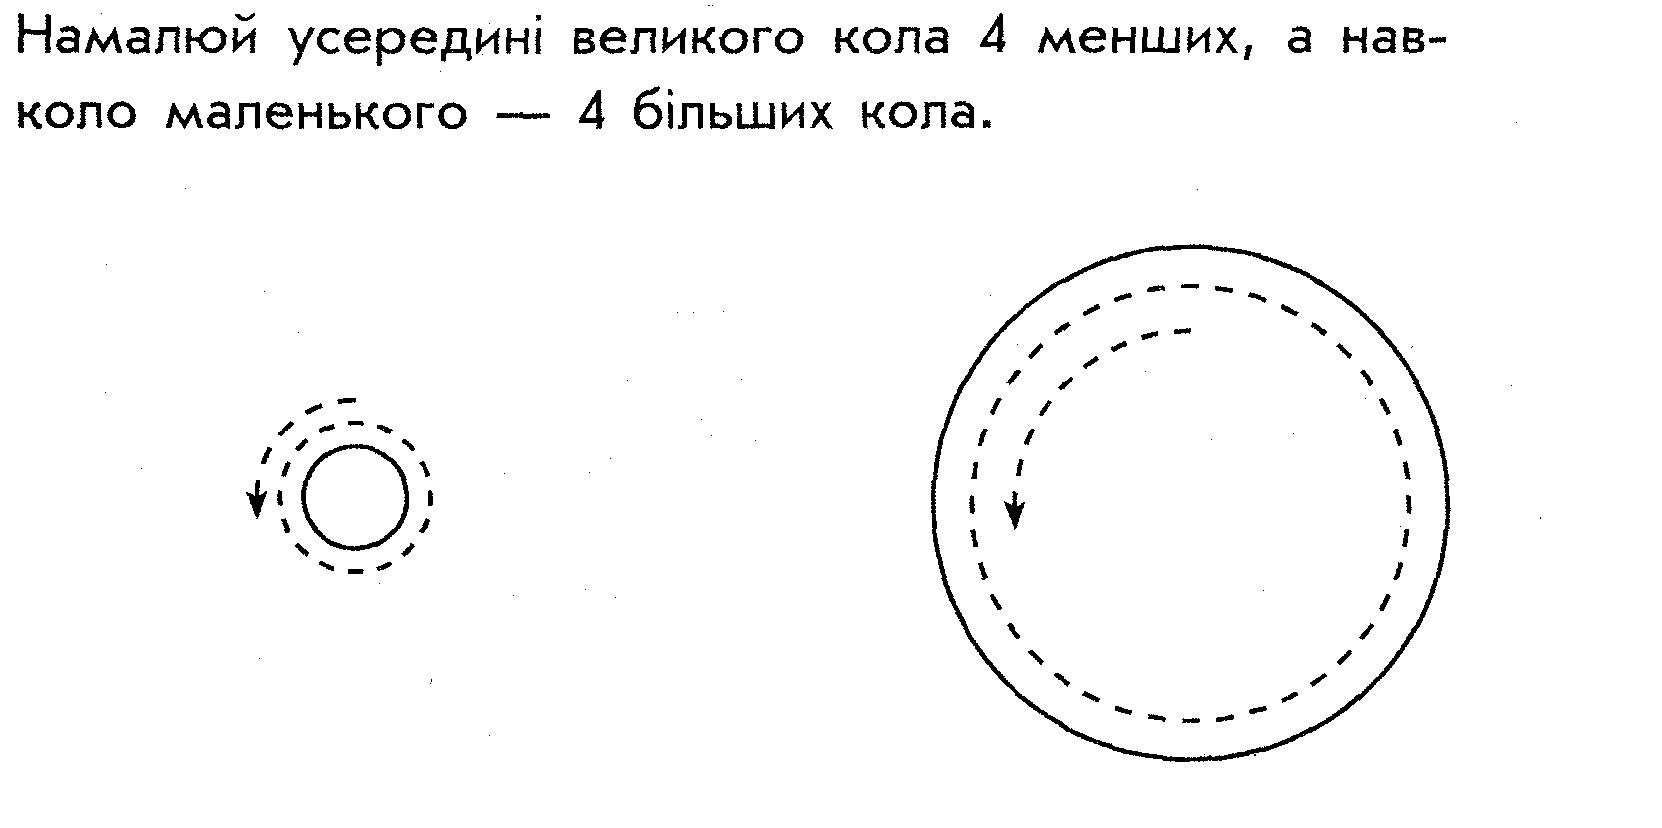 Намалюй усередині великого кола 4 менших, а нав-
коло маленького — 4 більших кола.